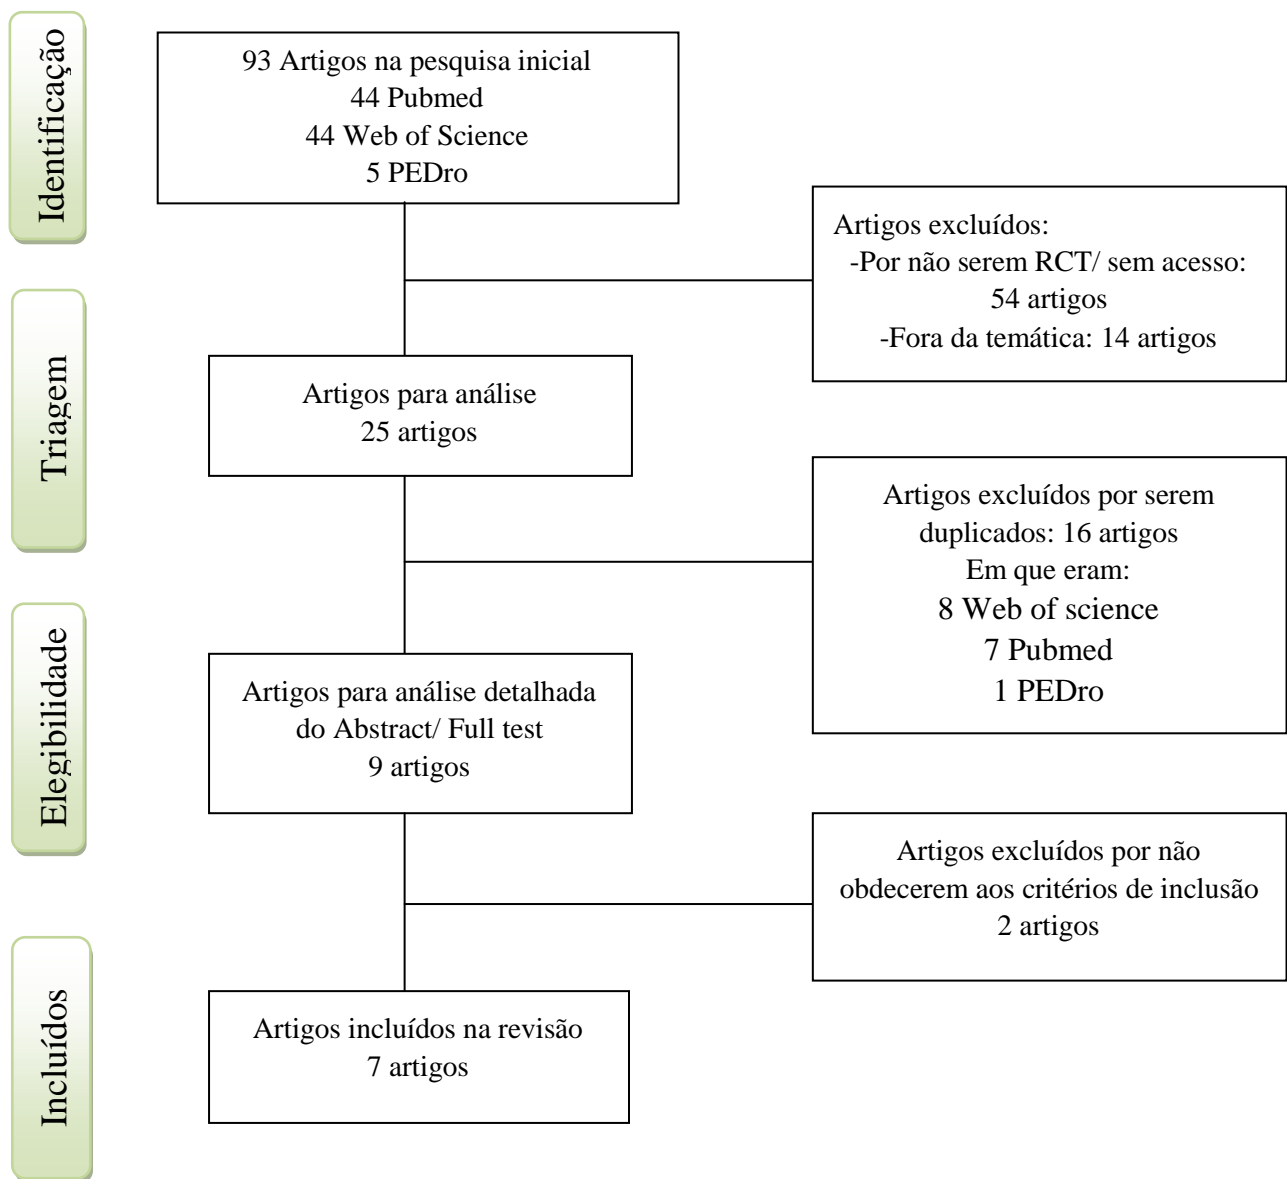 Identificação
93 Artigos na pesquisa inicial
44 Pubmed
44 Web of Science
5 PEDro
Artigos excluídos:
-Por não serem RCT/ sem acesso:
54 artigos
-Fora da temática: 14 artigos
Triagem
Artigos para análise
25 artigos
Artigos excluídos por serem
duplicados: 16 artigos
Em que eram:
8 Web of science
7 Pubmed
1 PEDro
Elegibilidade
Artigos para análise detalhada
do Abstract/ Full test
9 artigos
Artigos excluídos por não
obdecerem aos critérios de inclusão
2 artigos
Incluídos
Artigos incluídos na revisão
7 artigos